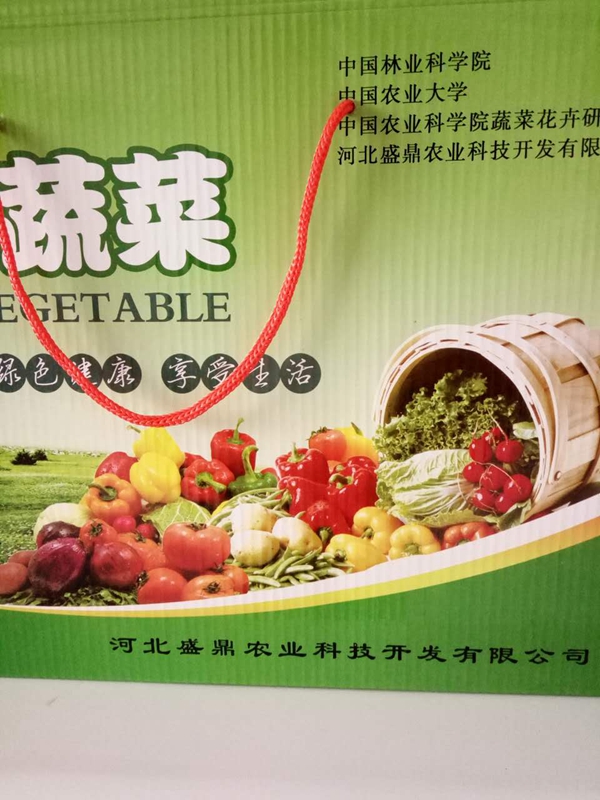 中国林业科学院
中国农业大学
中国农业科学院蔬菜花卉研
河北盛鼎农业科技开发有限
蔬菜
EGETABLE
绿色健康 享受生活
河北盛鼎农业科技开发有限公司